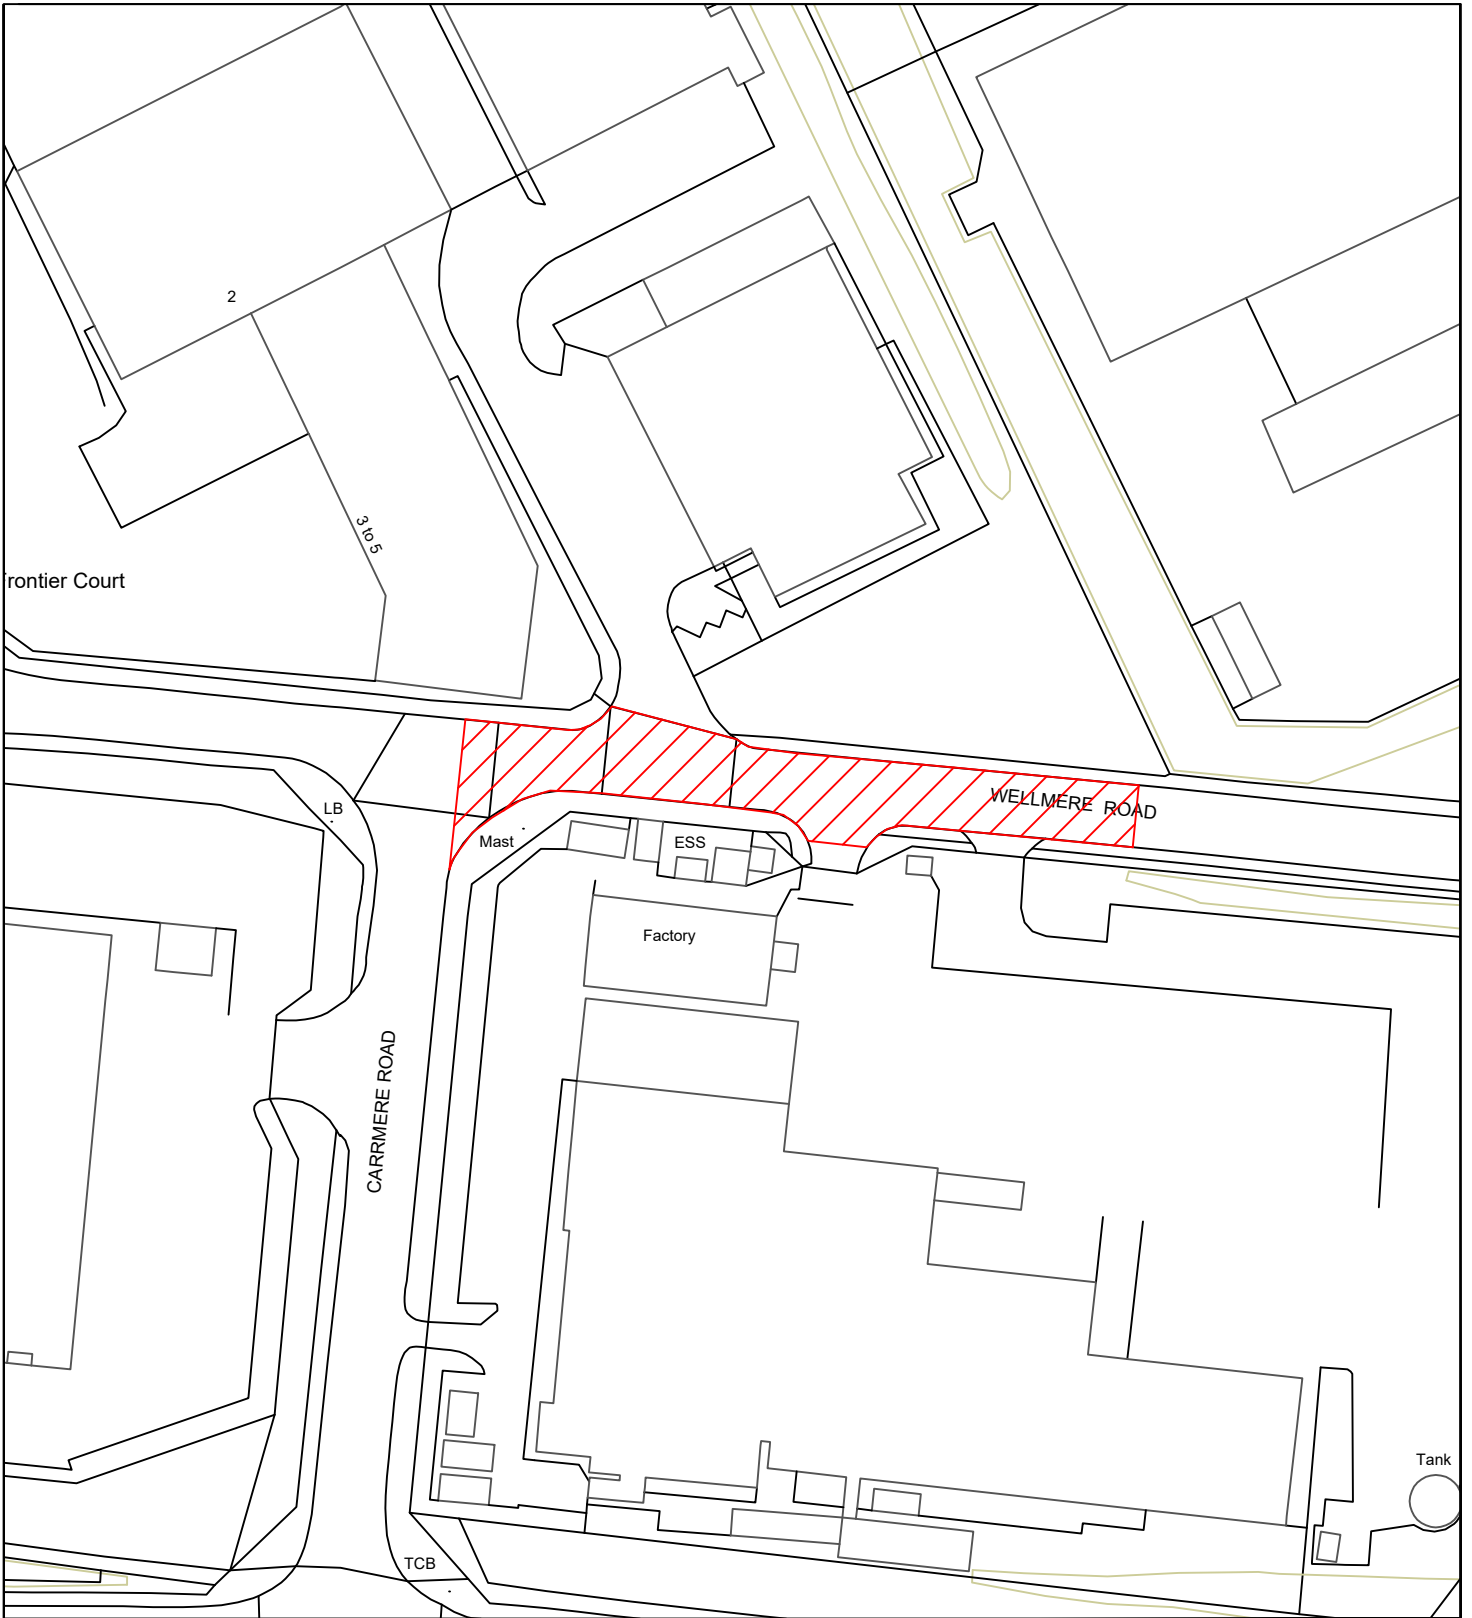 2
3 to 5
rontier Court
LB
WELLMERE ROAD
Mast
ESS
Factory
CARRMERE ROAD
Tank
TCB